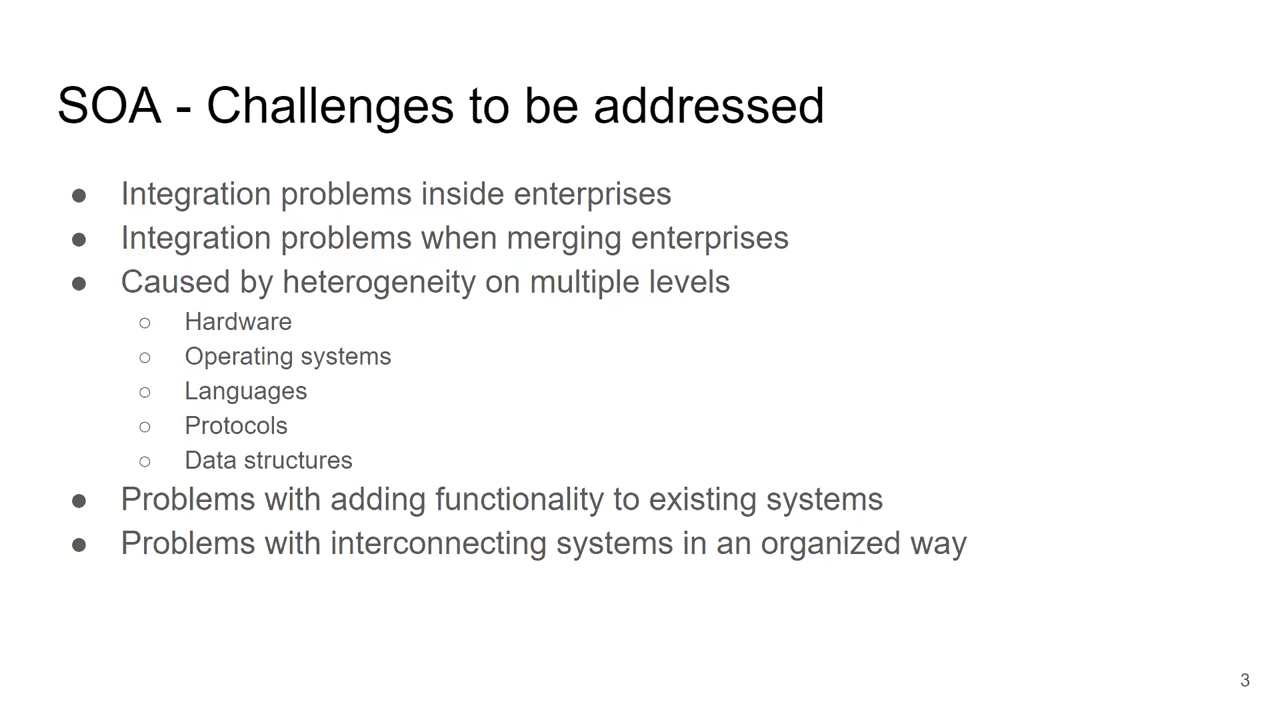 SOA - Challenges to be addressed
● Integration problems inside enterprises
● Integration problems when merging enterprises
● Caused by heterogeneity on multiple levels
○ Hardware
○ Operating systems
○ Languages
○ Protocols
○ Data structures
● Problems with adding functionality to existing systems
● Problems with interconnecting systems in an organized way
3